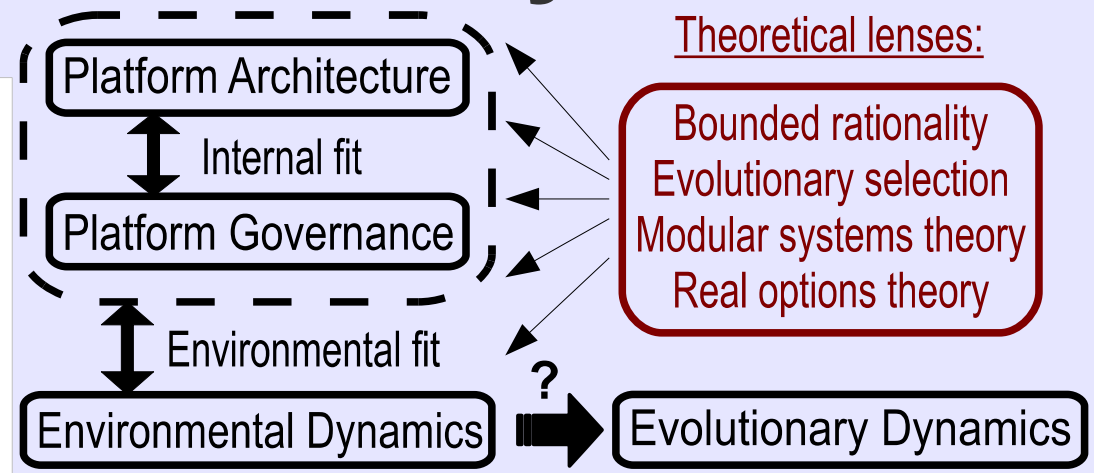 Theoretical lenses:
Platform Architecture
Internal fit
Platform Governance
Bounded rationality
Evolutionary selection
Modular systems theory
Real options theory
Environmental fit
?
Environmental Dynamics
Evolutionary Dynamics